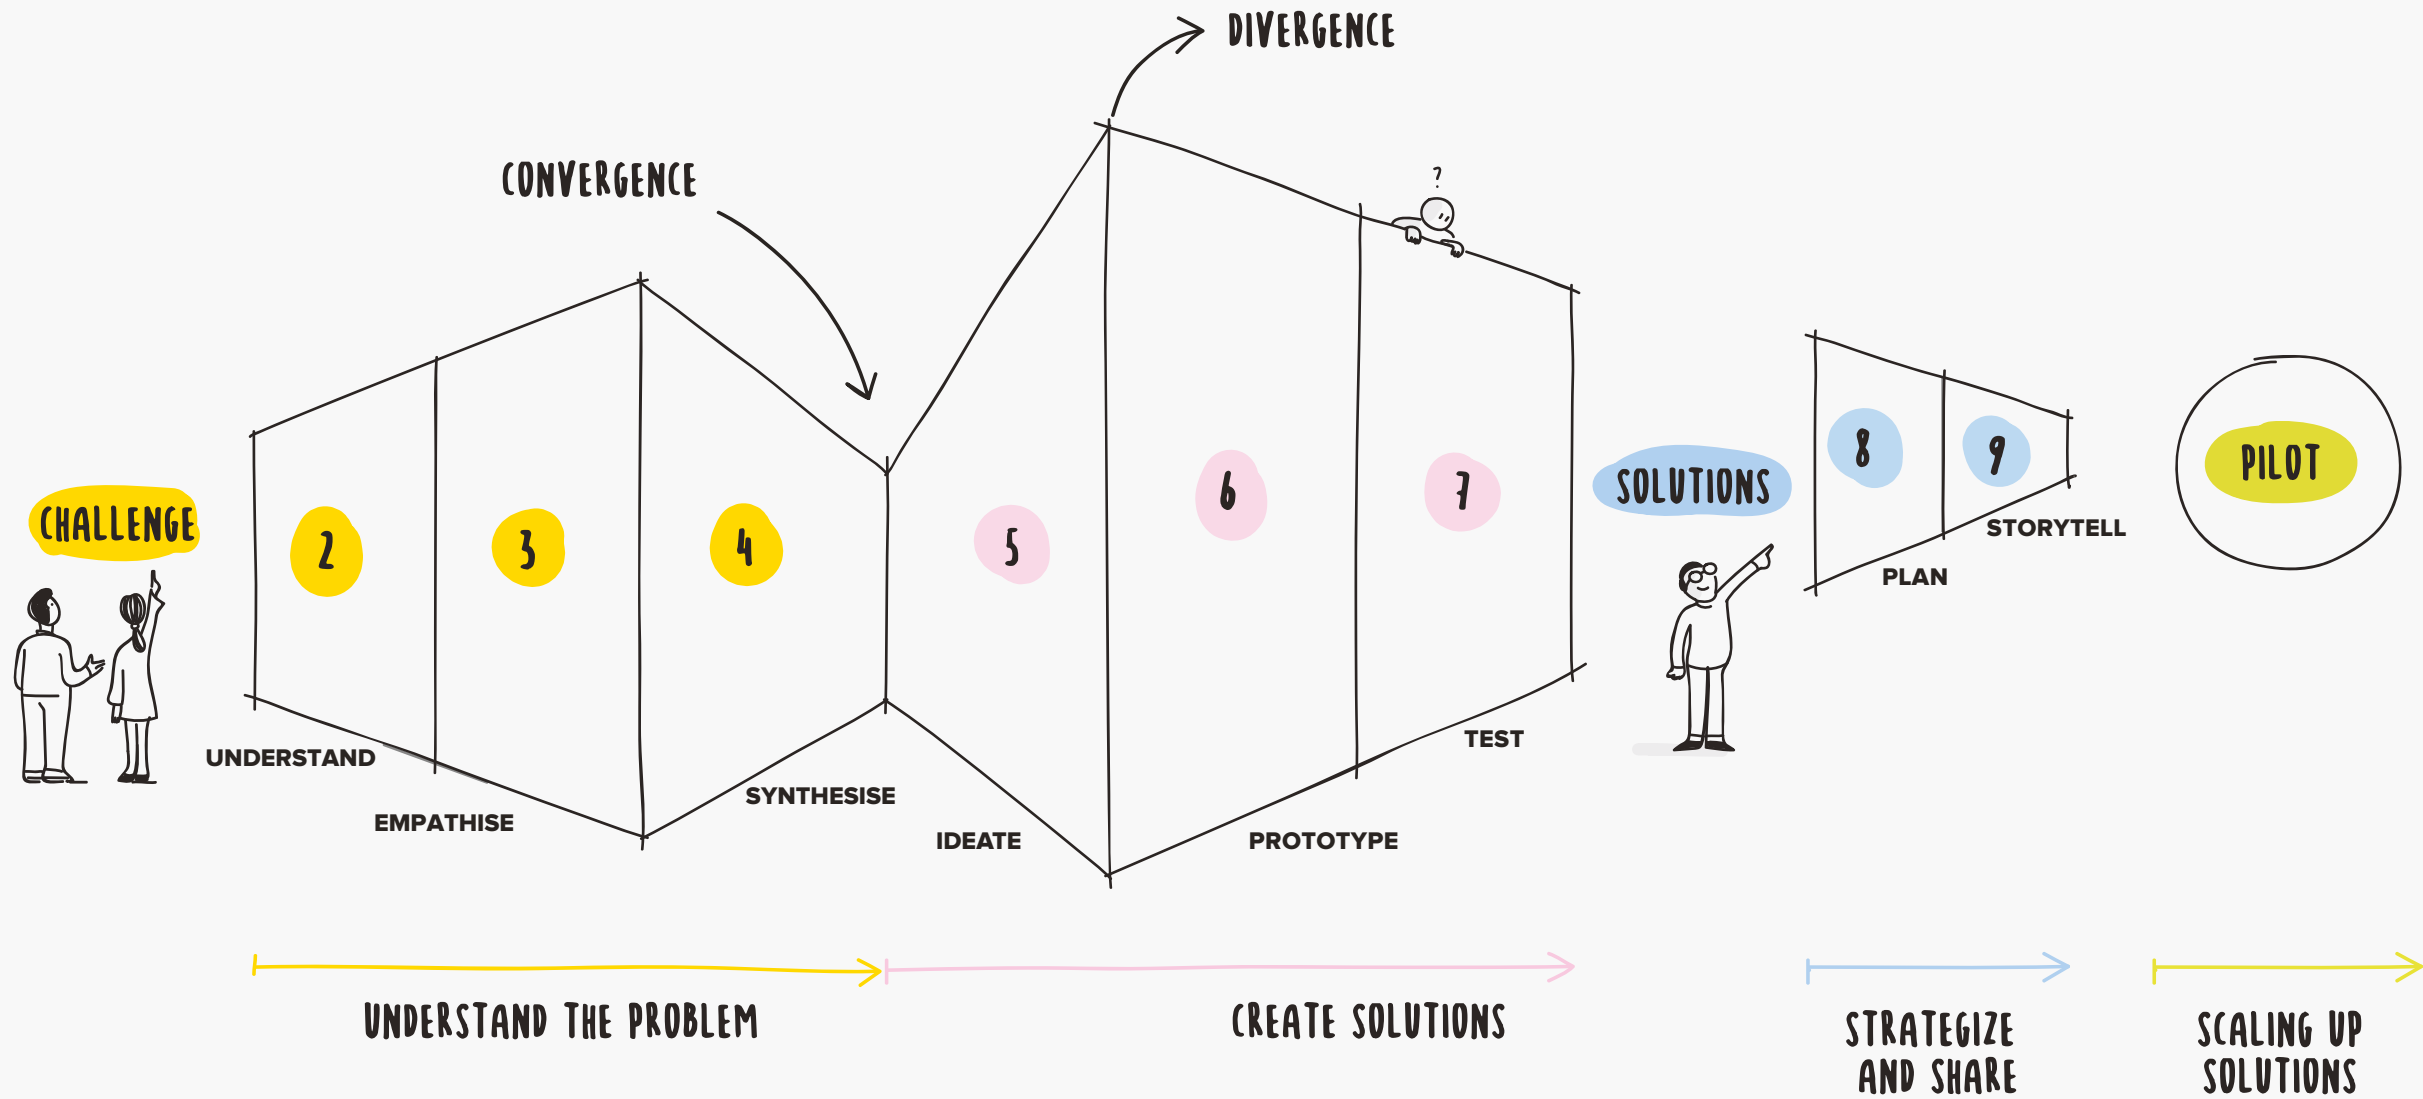 DIVERGENCE
CONVERGENCE
?
CHALLENGE
2
3
4
5
6
7
SOLUTIONS
8
9
PILOT
UNDERSTAND
EMPATHISE
SYNTHESISE
IDEATE
PROTOTYPE
TEST
PLAN
STORYTELL
UNDERSTAND THE PROBLEM
CREATE SOLUTIONS
STRATEGIZE
AND SHARE
SCALING UP
SOLUTIONS